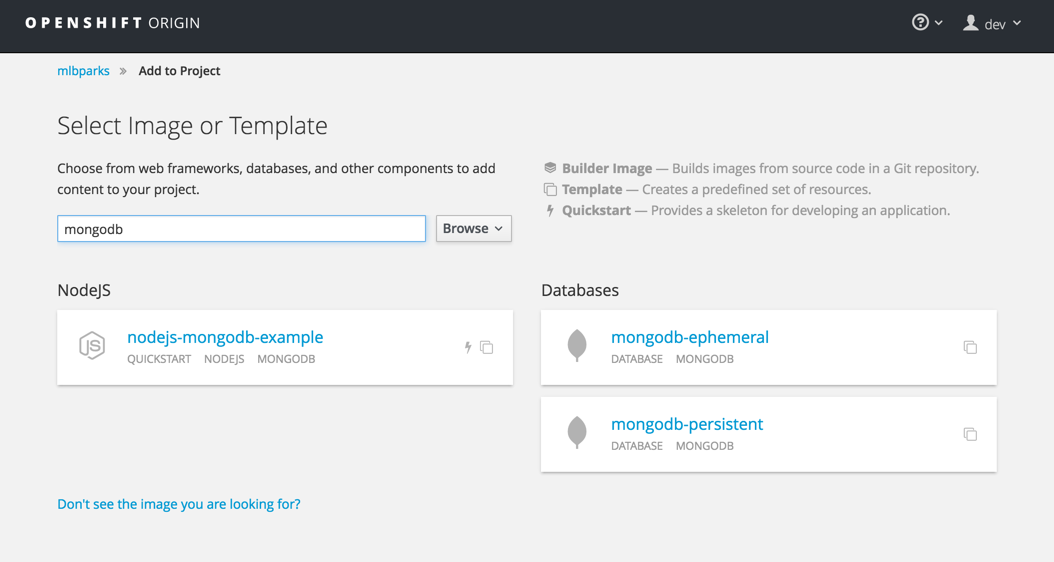 OPENSHIFT ORIGIN
dev
mlbparks » Add to Project
Select Image or Template
Choose from web frameworks, databases, and other components to add
content to your project.
Builder Image — Builds images from source code in a Git repository.
Template — Creates a predefined set of resources.
Quickstart — Provides a skeleton for developing an application.
mongodb
Browse
NodeJS
JS
nodejs-mongodb-example
QUICKSTART NODEJS MONGODB
Databases
mongodb-ephemeral
DATABASE MONGODB
mongodb-persistent
DATABASE MONGODB
Don't see the image you are looking for?